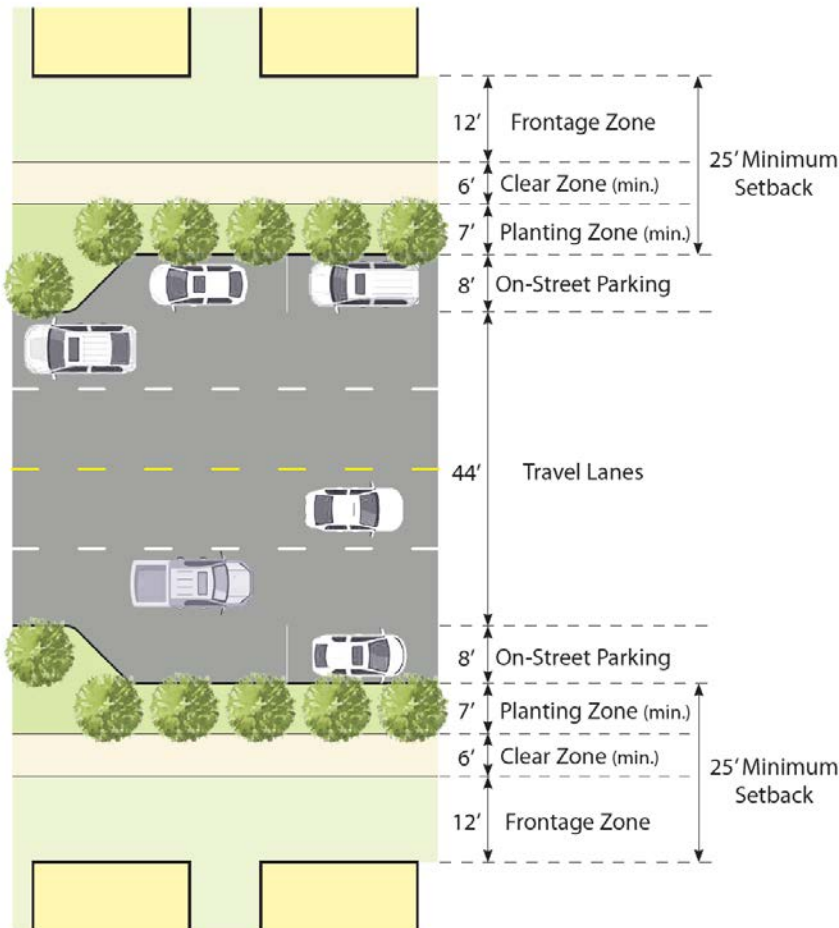 12’ Frontage Zone
25’ Minimum
Setback
6’ Clear Zone (min.)
7’ Planting Zone (min.)
8’ On-Street Parking
44’ Travel Lanes
8’ On-Street Parking
7’ Planting Zone (min.)
6’ Clear Zone (min.)
25’ Minimum
Setback
12’ Frontage Zone